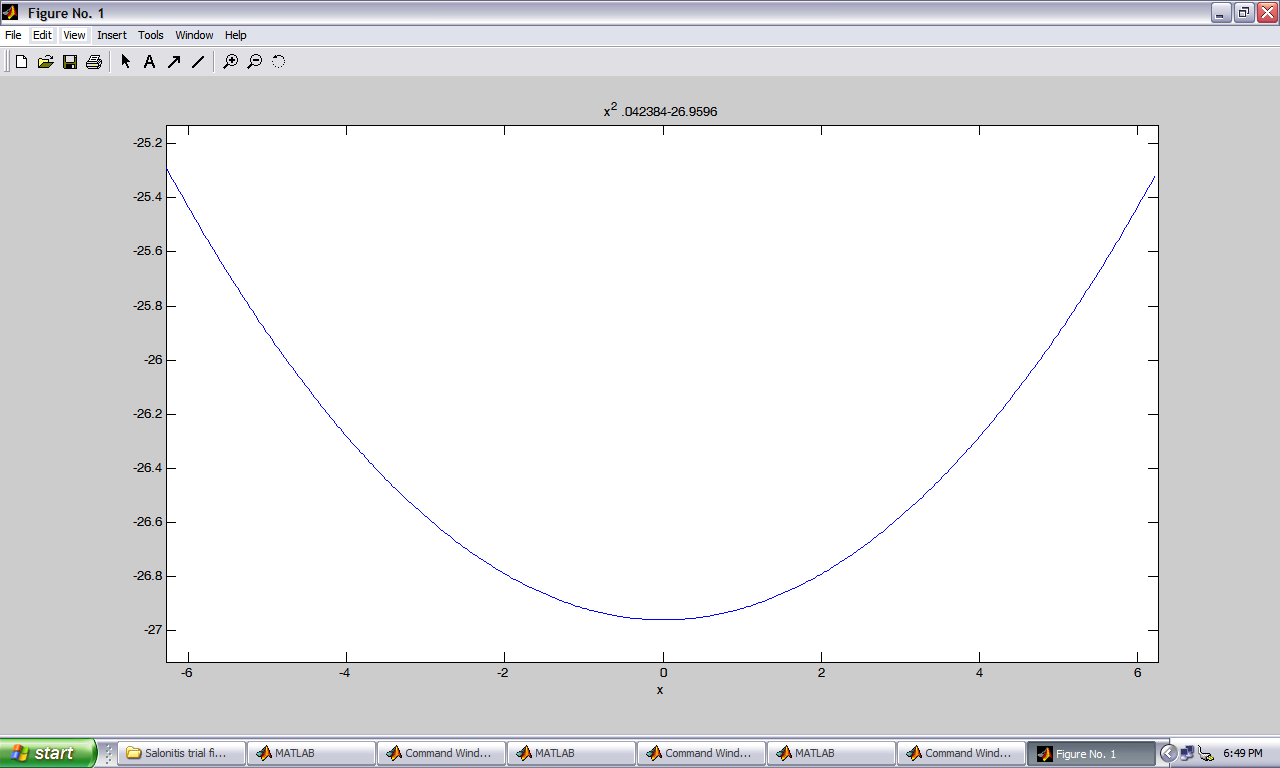 Figure No. 1
File Edit View Insert Tools Window Help
A
x² .042384-26.9596
-25.2
-25.4
-25.6
-25.8
-26
-26.2
-26.4
-26.6
-26.8
-27
-6 -4 -2 0 2 4 6
x
start Salonitis trial fi... MATLAB Command Wind... MATLAB Command Wind... MATLAB Command Wind... Figure No. 1 6:49 PM